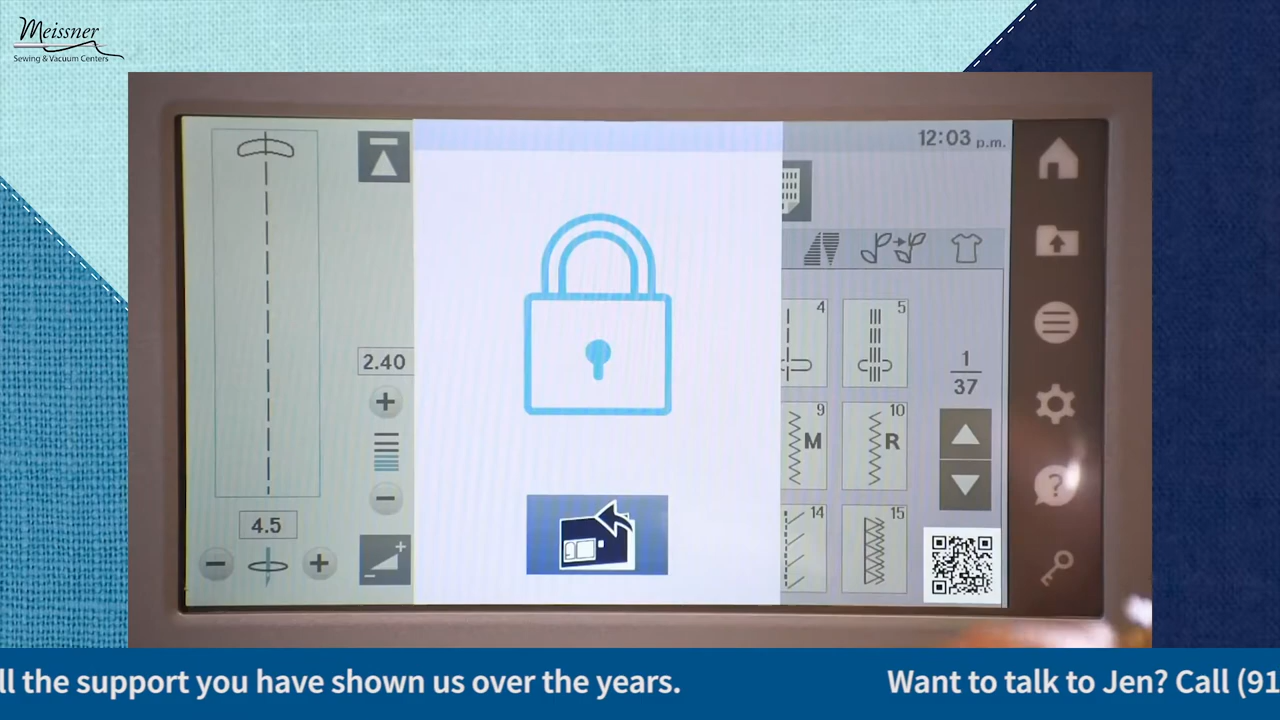 Meissner
Sewing & Vacuum Centers
12:03 p.m.
4
5
2.40
1
37
9
10
M
R
14
15
4.5
ll the support you have shown us over the years.
Want to talk to Jen? Call (91